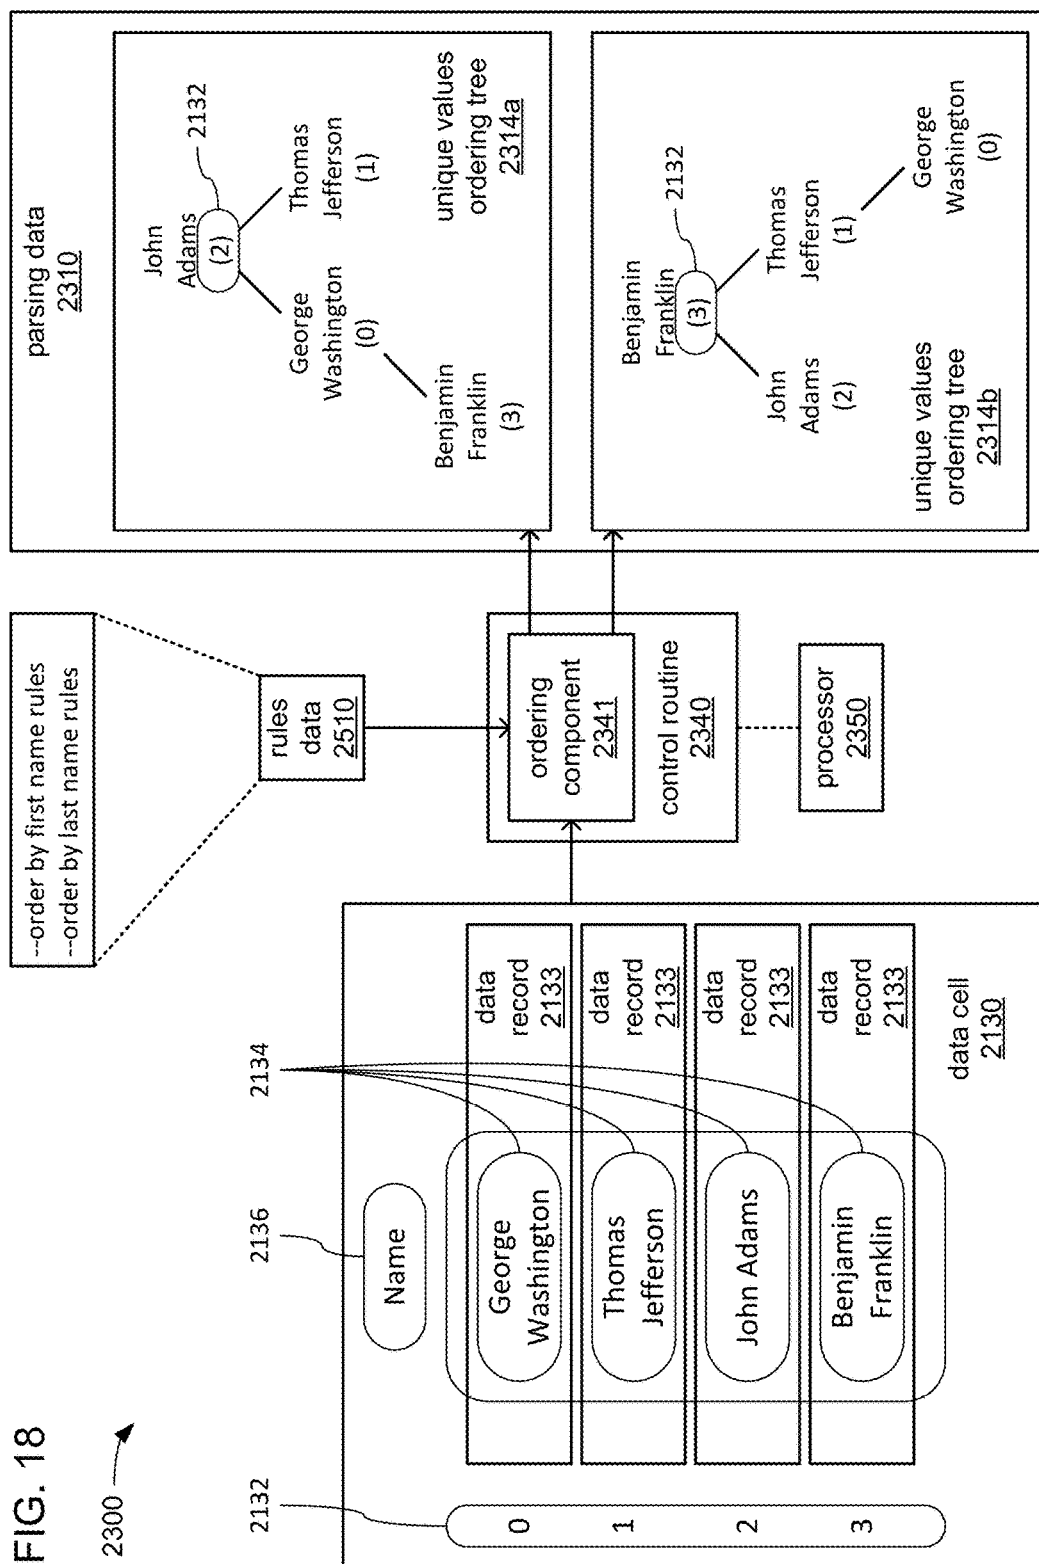 FIG. 18
2300
2132
0
1
2
3
2136
Name
2134
George
Washington
Thomas
Jefferson
John Adams
Benjamin
Franklin
data
record
2133
data
record
2133
data
record
2133
data
record
2133
data cell
2130
--order by first name rules
--order by last name rules
rules
data
2510
ordering
component
2341
control routine
2340
processor
2350
parsing data
2310
John
Adams
(2)
2132
George
Washington
(0)
Thomas
Jefferson
(1)
Benjamin
Franklin
(3)
unique values
ordering tree
2314a
Benjamin
Franklin
(3)
2132
John
Adams
(2)
Thomas
Jefferson
(1)
George
Washington
(0)
unique values
ordering tree
2314b